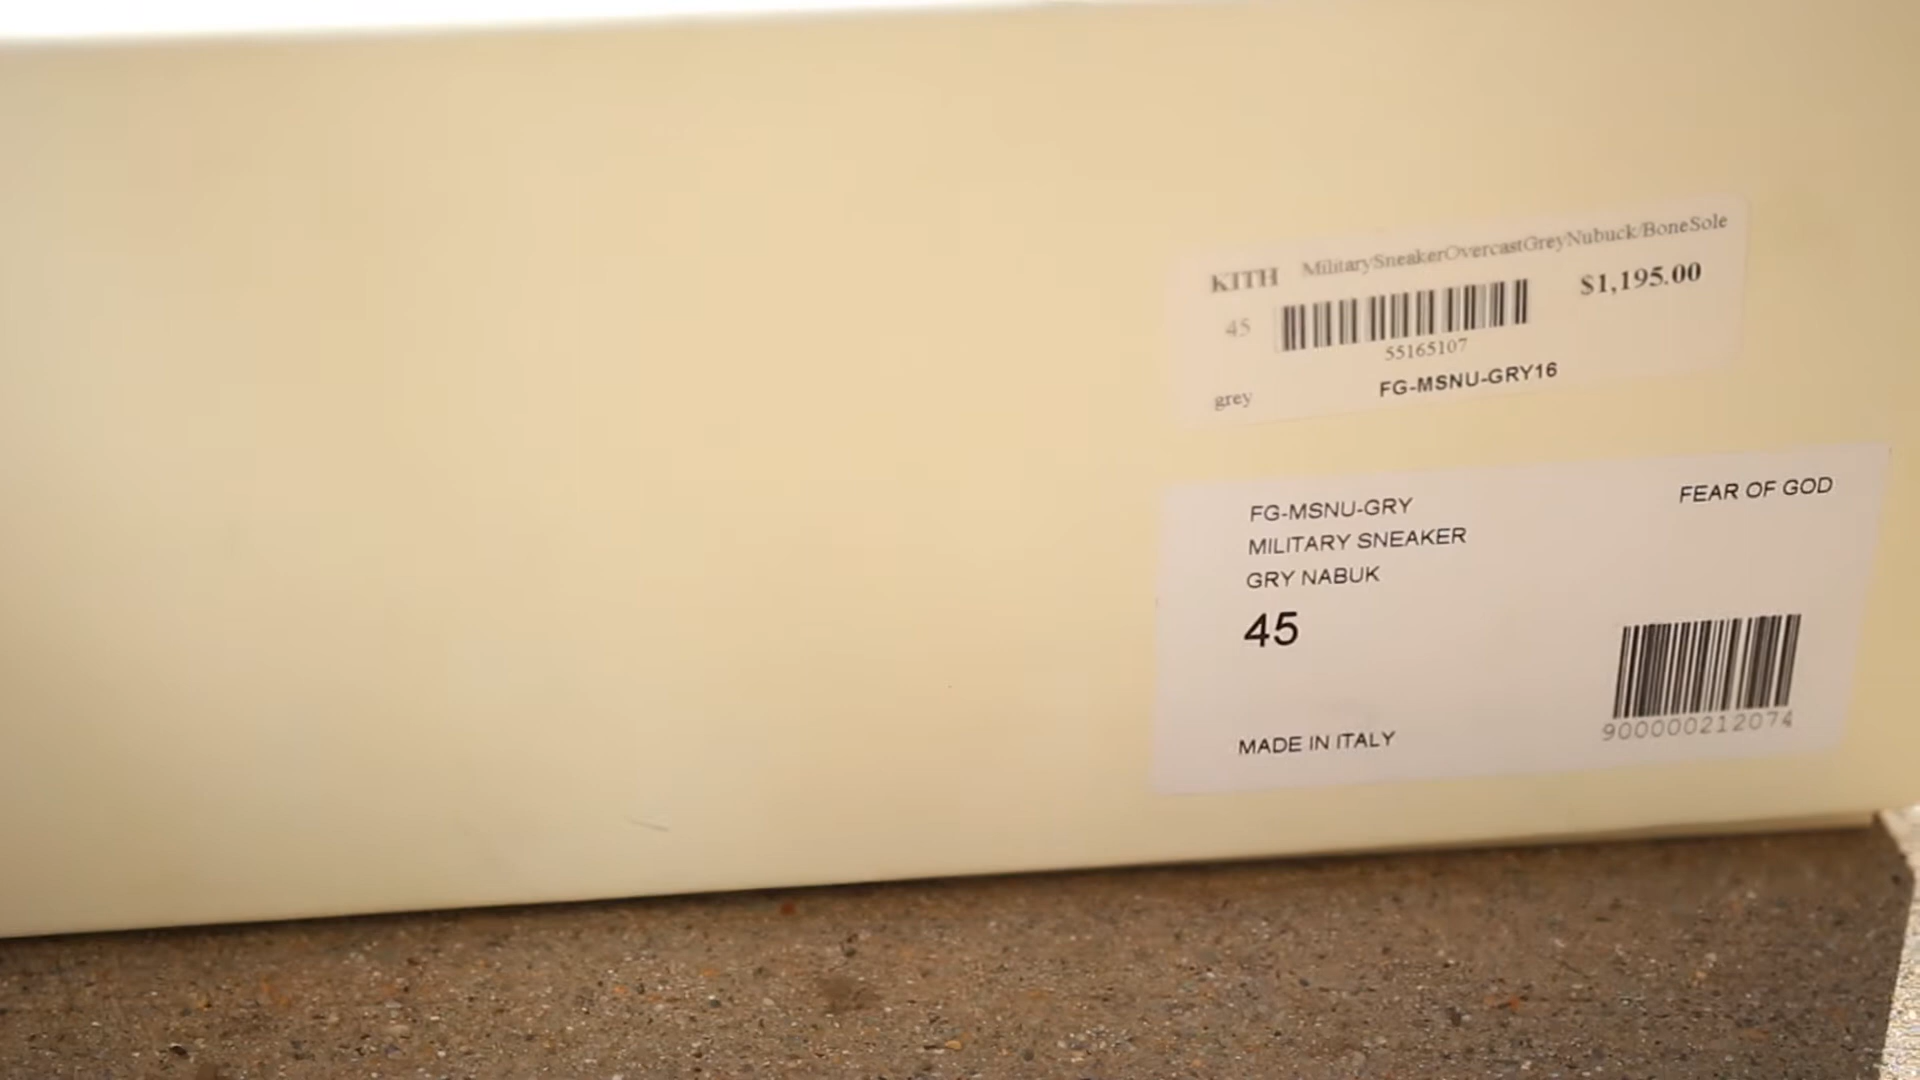 KITH MilitarySneakerOvercastGreyNubuck/BoneSole
45 $1,195.00
55165107
grey FG-MSNU-GRY16
FG-MSNU-GRY FEAR OF GOD
MILITARY SNEAKER
GRY NABUK
45
900000212074
MADE IN ITALY